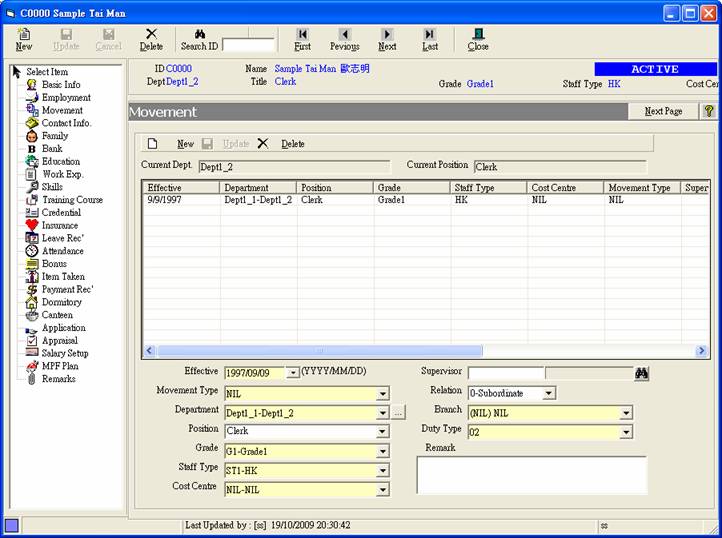 C0000 Sample Tai Man
New Update Cancel Delete Search ID First Previous Next Last Close
Select Item
Basic Info
Employment
Movement
Contact Info.
Family
Bank
Education
Work Exp.
Skills
Training Course
Credential
Insurance
Leave Rec'
Attendance
Bonus
Item Taken
Payment Rec'
Dormitory
Canteen
Application
Appraisal
Salary Setup
MPF Plan
Remarks
ID C0000 Name Sample Tai Man 歐志明 ACTIVE
Dept Dept1_2 Title Clerk Grade Grade1 Staff Type HK Cost Cer
Movement Next Page
New Update Delete
Current Dept. Dept1_2 Current Position Clerk
Effective Department Position Grade Staff Type Cost Centre Movement Type Super
9/9/1997 Dept1_1-Dept1_2 Clerk Grade1 HK NIL NIL
Effective 1997/09/09 (YYYY/MM/DD) Supervisor
Movement Type NIL Relation 0-Subordinate
Department Dept1_1-Dept1_2 ... Branch (NIL) NIL
Position Clerk Duty Type 02
Grade G1-Grade1 Remark
Staff Type ST1-HK
Cost Centre NIL-NIL
Last Updated by : [ss] 19/10/2009 20:30:42 ss